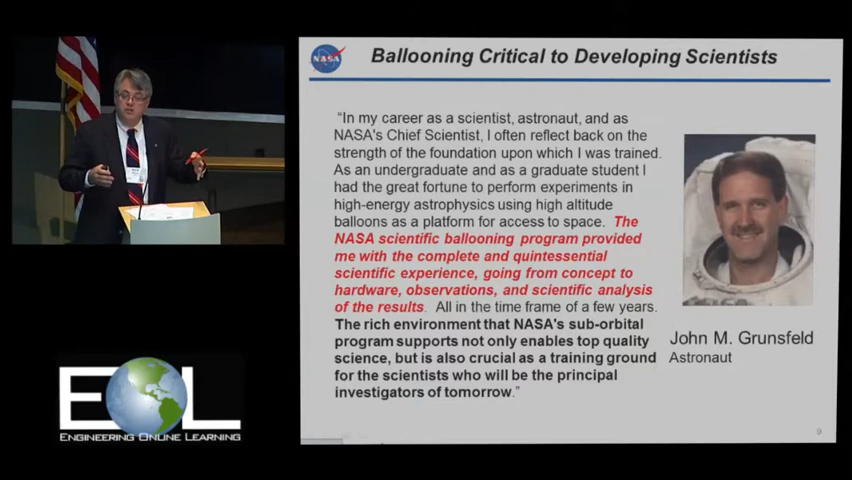 NASA
Ballooning Critical to Developing Scientists
“In my career as a scientist, astronaut, and as
NASA's Chief Scientist, I often reflect back on the
strength of the foundation upon which I was trained.
As an undergraduate and as a graduate student I
had the great fortune to perform experiments in
high-energy astrophysics using high altitude
balloons as a platform for access to space. The
NASA scientific ballooning program provided
me with the complete and quintessential
scientific experience, going from concept to
hardware, observations, and scientific analysis
of the results. All in the time frame of a few years.
The rich environment that NASA's sub-orbital
program supports not only enables top quality
science, but is also crucial as a training ground
for the scientists who will be the principal
investigators of tomorrow.”
John M. Grunsfeld
Astronaut
9
EOL
ENGINEERING ONLINE LEARNING